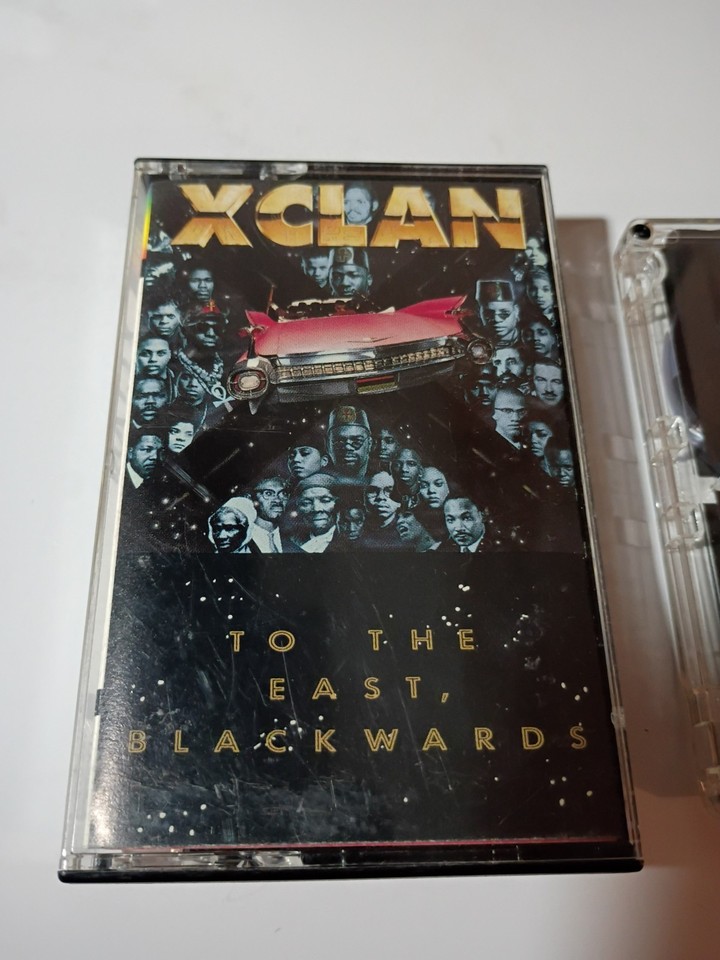 XCLAN
TO THE
EAST,
BLACKWARDS